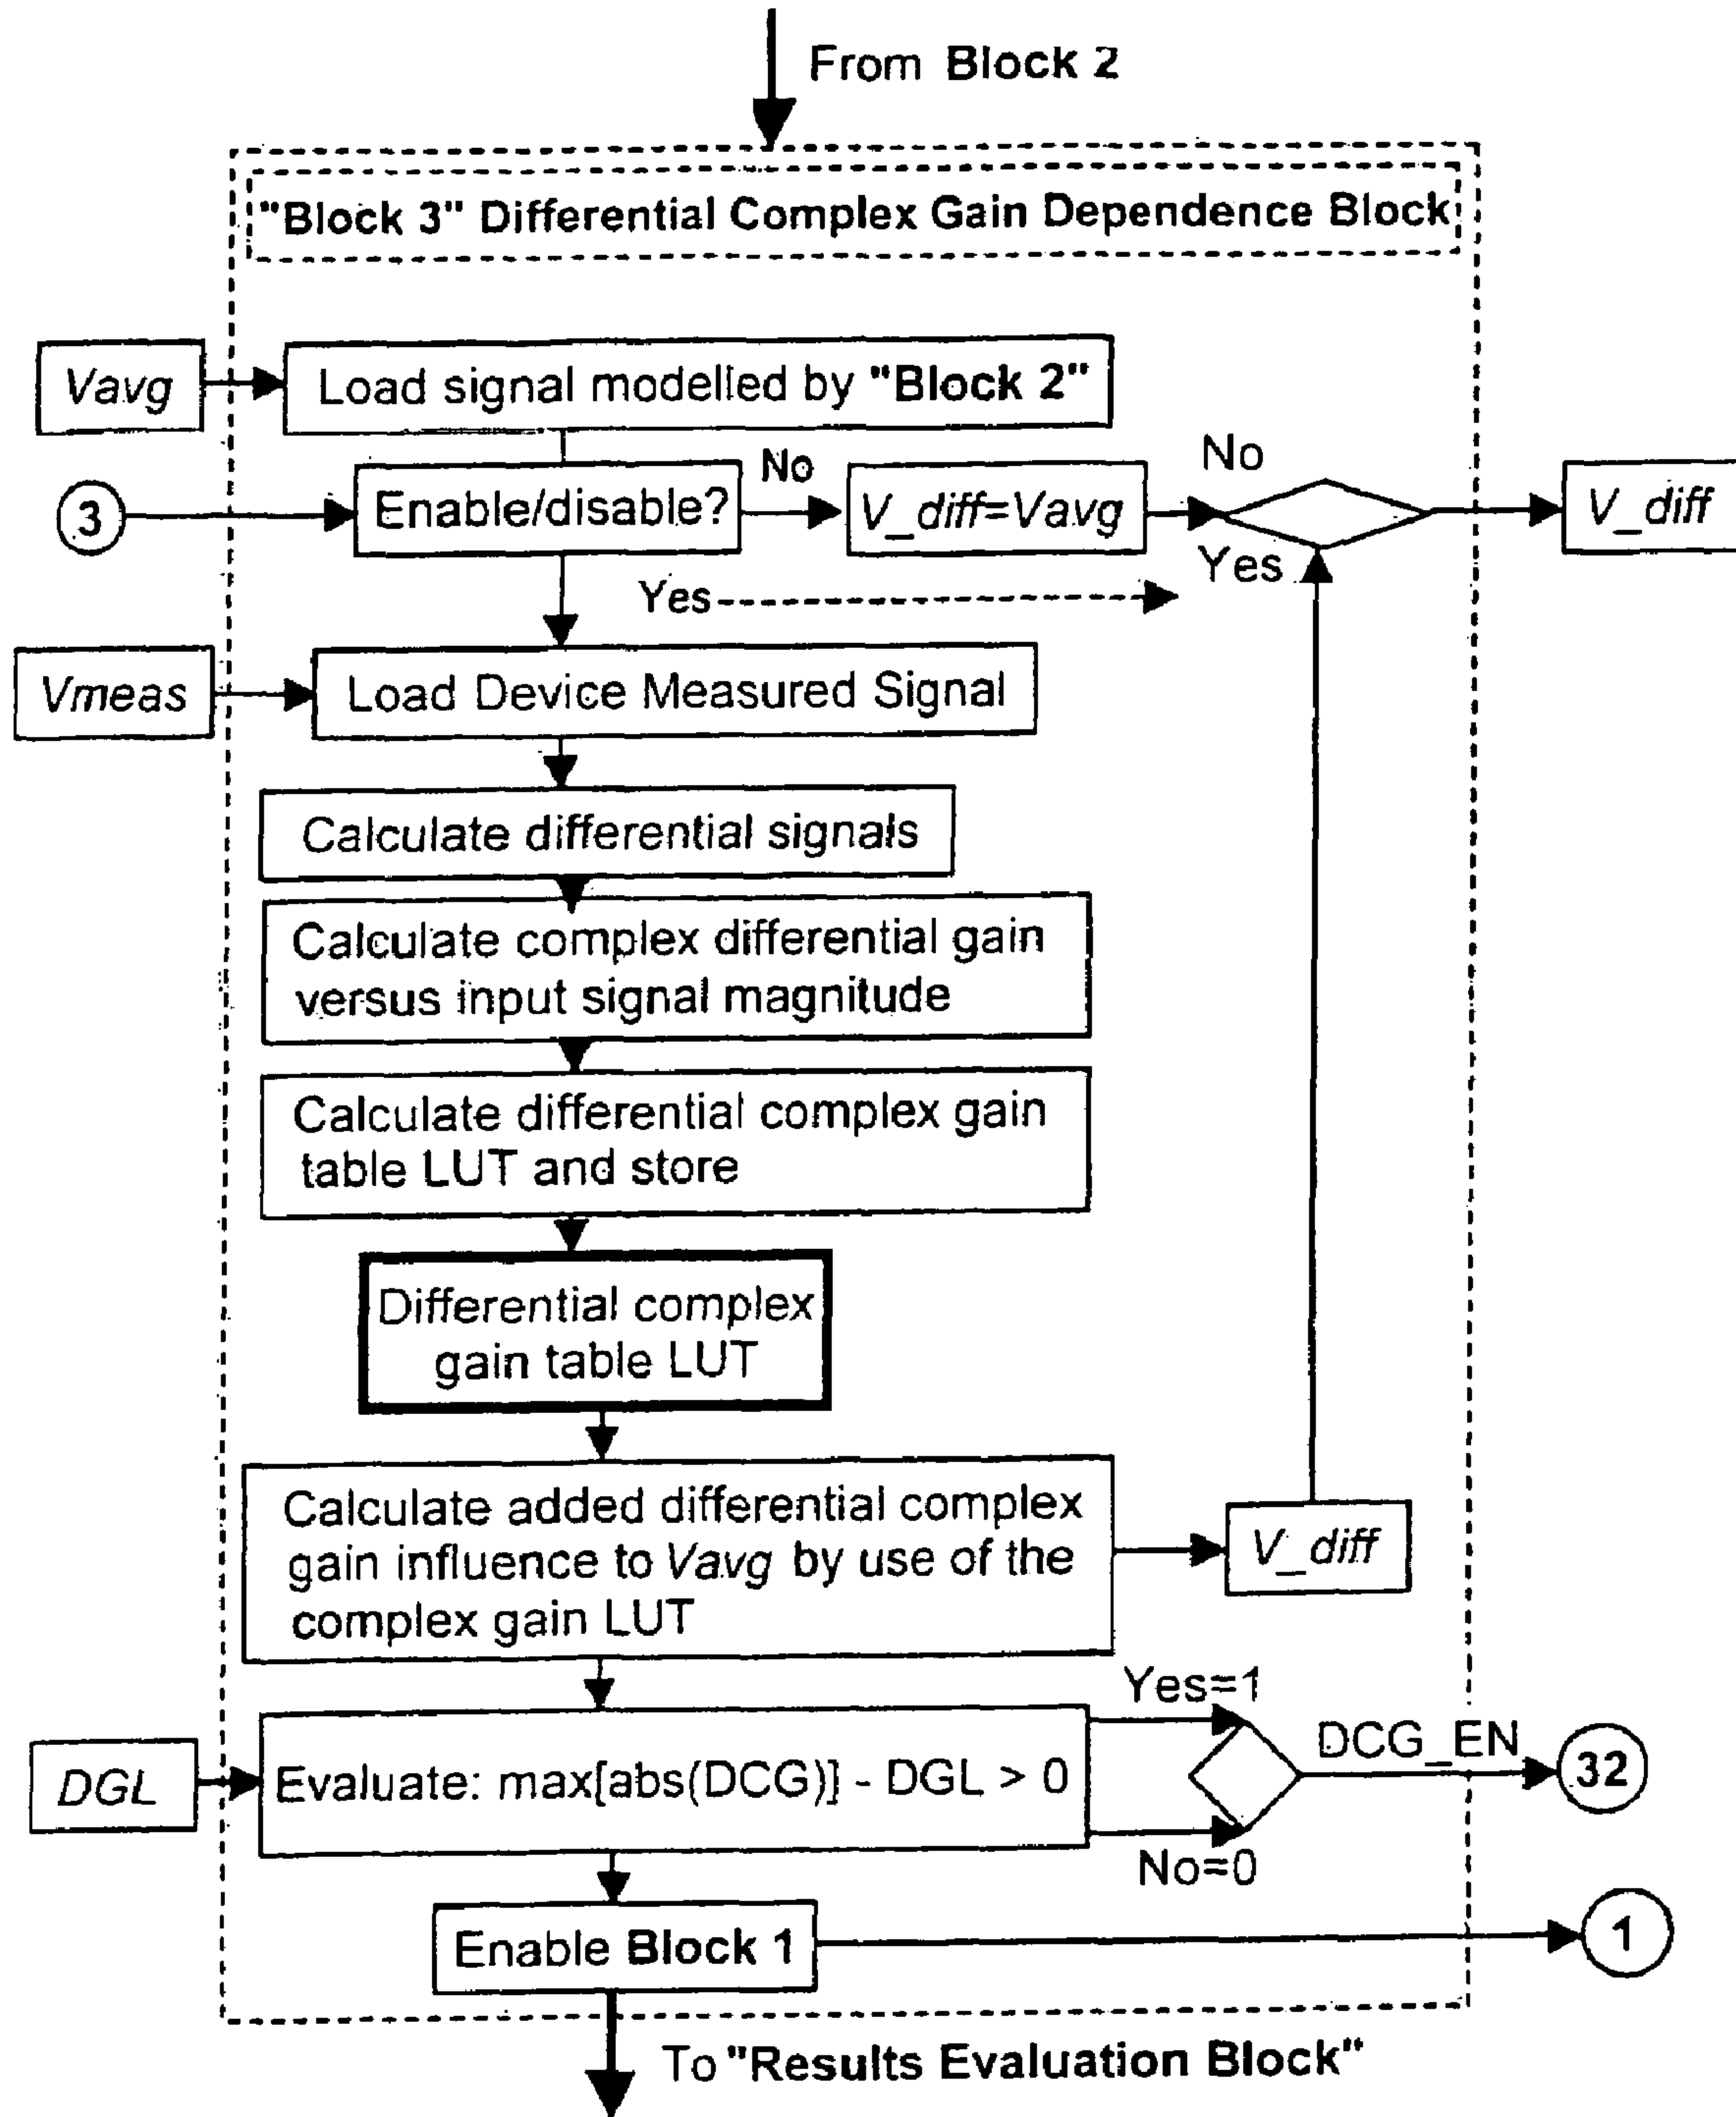 From Block 2
"Block 3" Differential Complex Gain Dependence Block
Vavg
Load signal modelled by "Block 2"
3
Enable/disable?
No
V_diff=Vavg
No
Yes
V_diff
Yes
Vmeas
Load Device Measured Signal
Calculate differential signals
Calculate complex differential gain
versus input signal magnitude
Calculate differential complex gain
table LUT and store
Differential complex
gain table LUT
Calculate added differential complex
gain influence to Vavg by use of the
complex gain LUT
V_diff
DGL
Evaluate: max[abs(DCG)] - DGL > 0
Yes=1
No=0
DCG_EN
32
Enable Block 1
1
To "Results Evaluation Block"